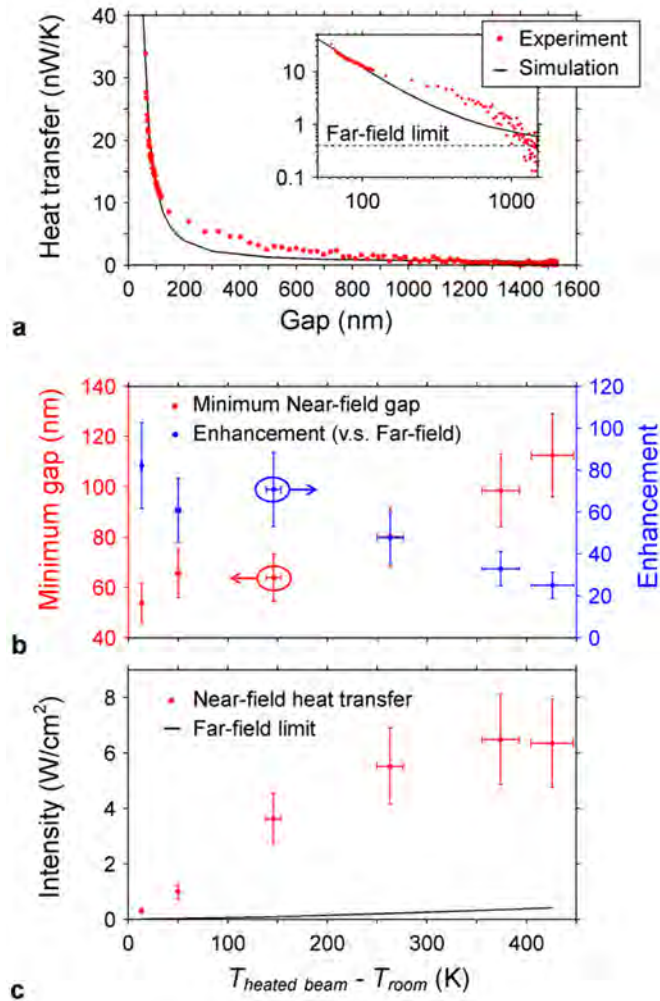 40
30
20
10
0
Heat transfer (nW/K)
10
1
0.1
Far-field limit
100
1000
Experiment
Simulation
0
200
400
600
800
1000
1200
1400
1600
Gap (nm)
a
140
120
100
80
60
40
Minimum gap (nm)
Minimum Near-field gap
Enhancement (v.s. Far-field)
120
100
80
60
40
20
0
Enhancement
b
8
6
4
2
0
Intensity (W/cm²)
Near-field heat transfer
Far-field limit
0
100
200
300
400
T heated beam - T room (K)
c